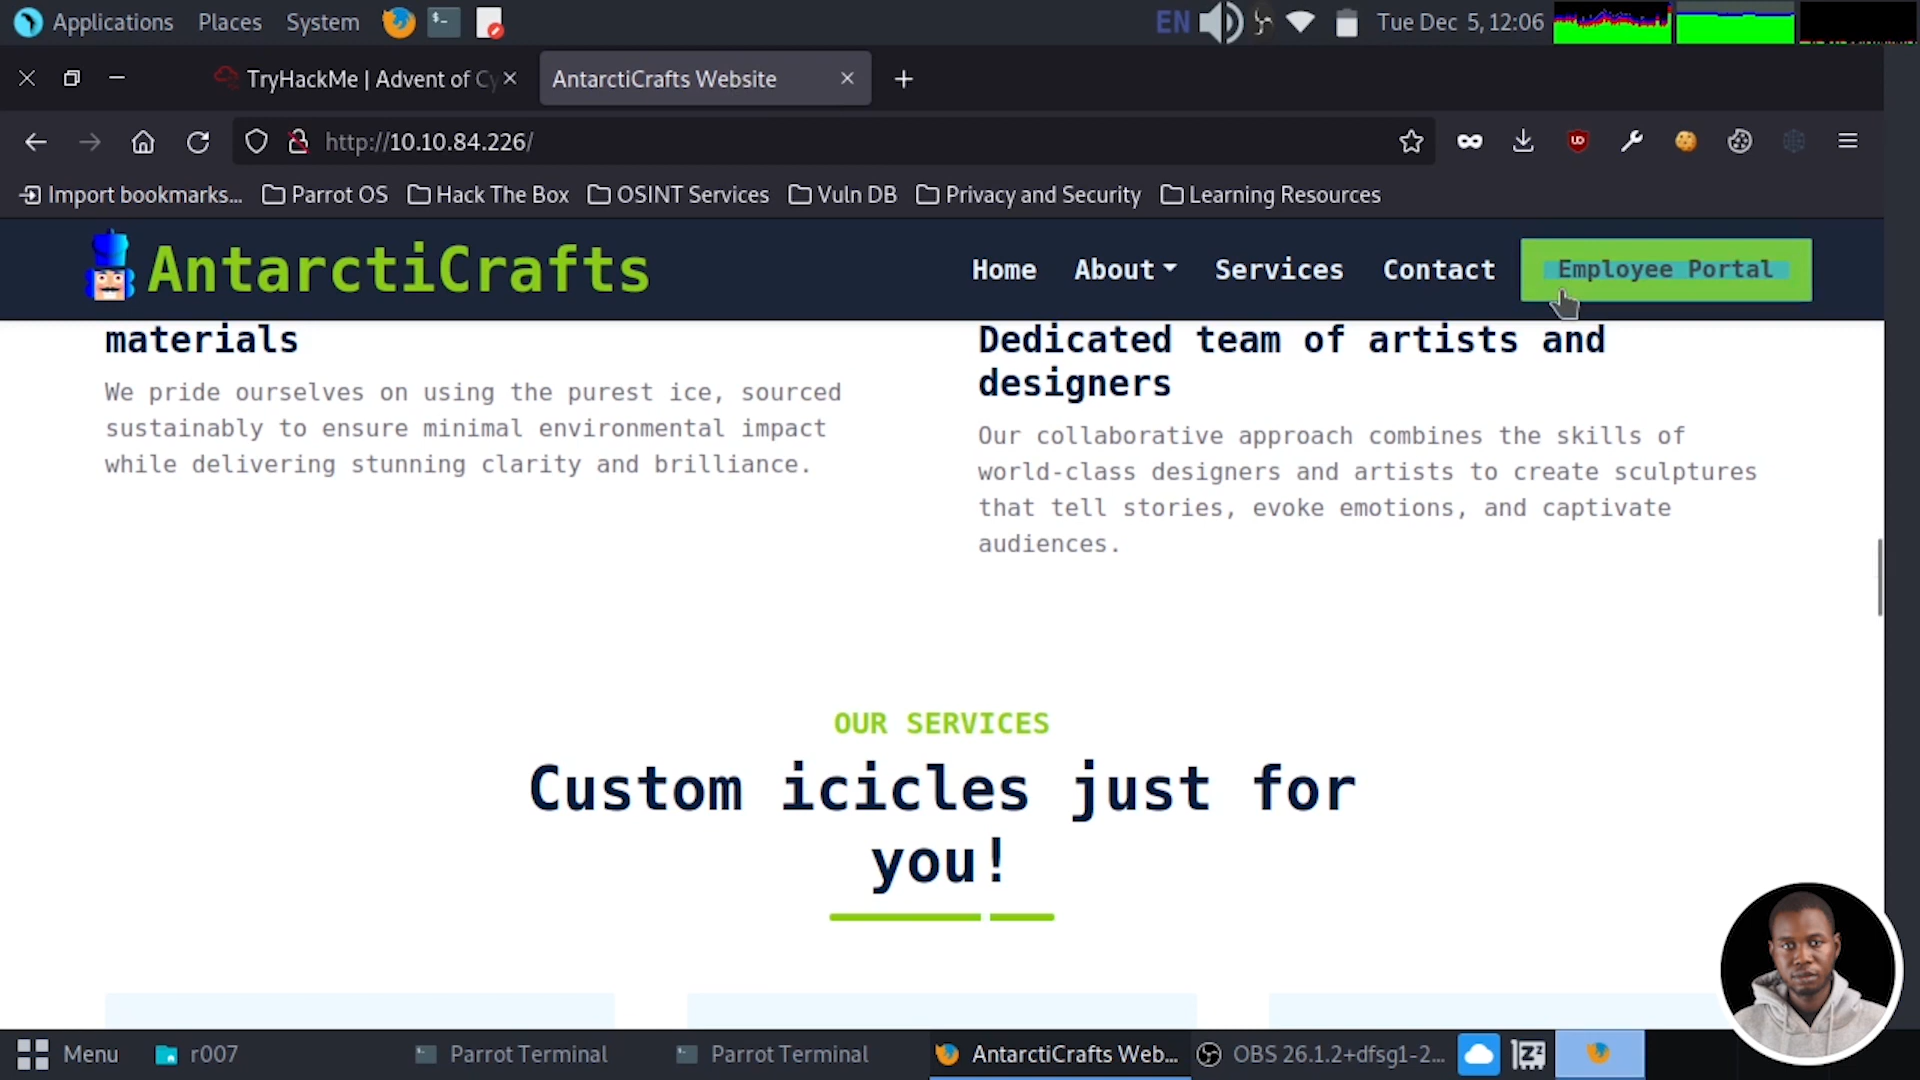 Applications Places System EN Tue Dec 5, 12:06
TryHackMe | Advent of Cy
AntarctiCrafts Website
http://10.10.84.226/
Import bookmarks... Parrot OS Hack The Box OSINT Services Vuln DB Privacy and Security Learning Resources
AntarctiCrafts
Home About Services Contact Employee Portal
materials
We pride ourselves on using the purest ice, sourced
sustainably to ensure minimal environmental impact
while delivering stunning clarity and brilliance.
Dedicated team of artists and
designers
Our collaborative approach combines the skills of
world-class designers and artists to create sculptures
that tell stories, evoke emotions, and captivate
audiences.
OUR SERVICES
Custom icicles just for
you!
Menu r007 Parrot Terminal Parrot Terminal AntarctiCrafts Web... OBS 26.1.2+dfsg1-2...